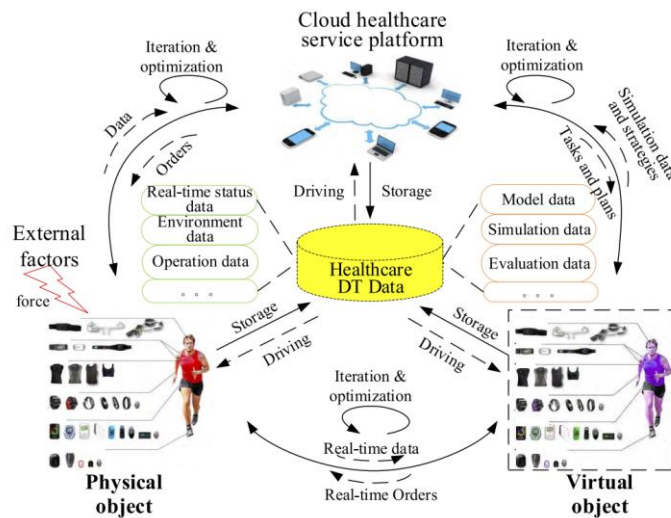 Cloud healthcare
service platform
Iteration &
optimization
Iteration &
optimization
Data
Orders
Simulation data
and strategies
Tasks and plans
Driving
Storage
Real-time status
data
Environment
data
Operation data
Model data
Simulation
data
Evaluation data
External
factors
force
Healthcare
DT Data
Storage
Driving
Storage
Driving
Iteration &
optimization
Real-time data
Real-time Orders
Physical
object
Virtual
object